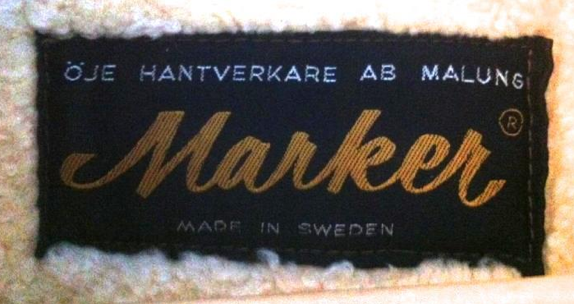 ÖJE HANTVERKARE AB MALUNG
Marker ®
MADE IN SWEDEN